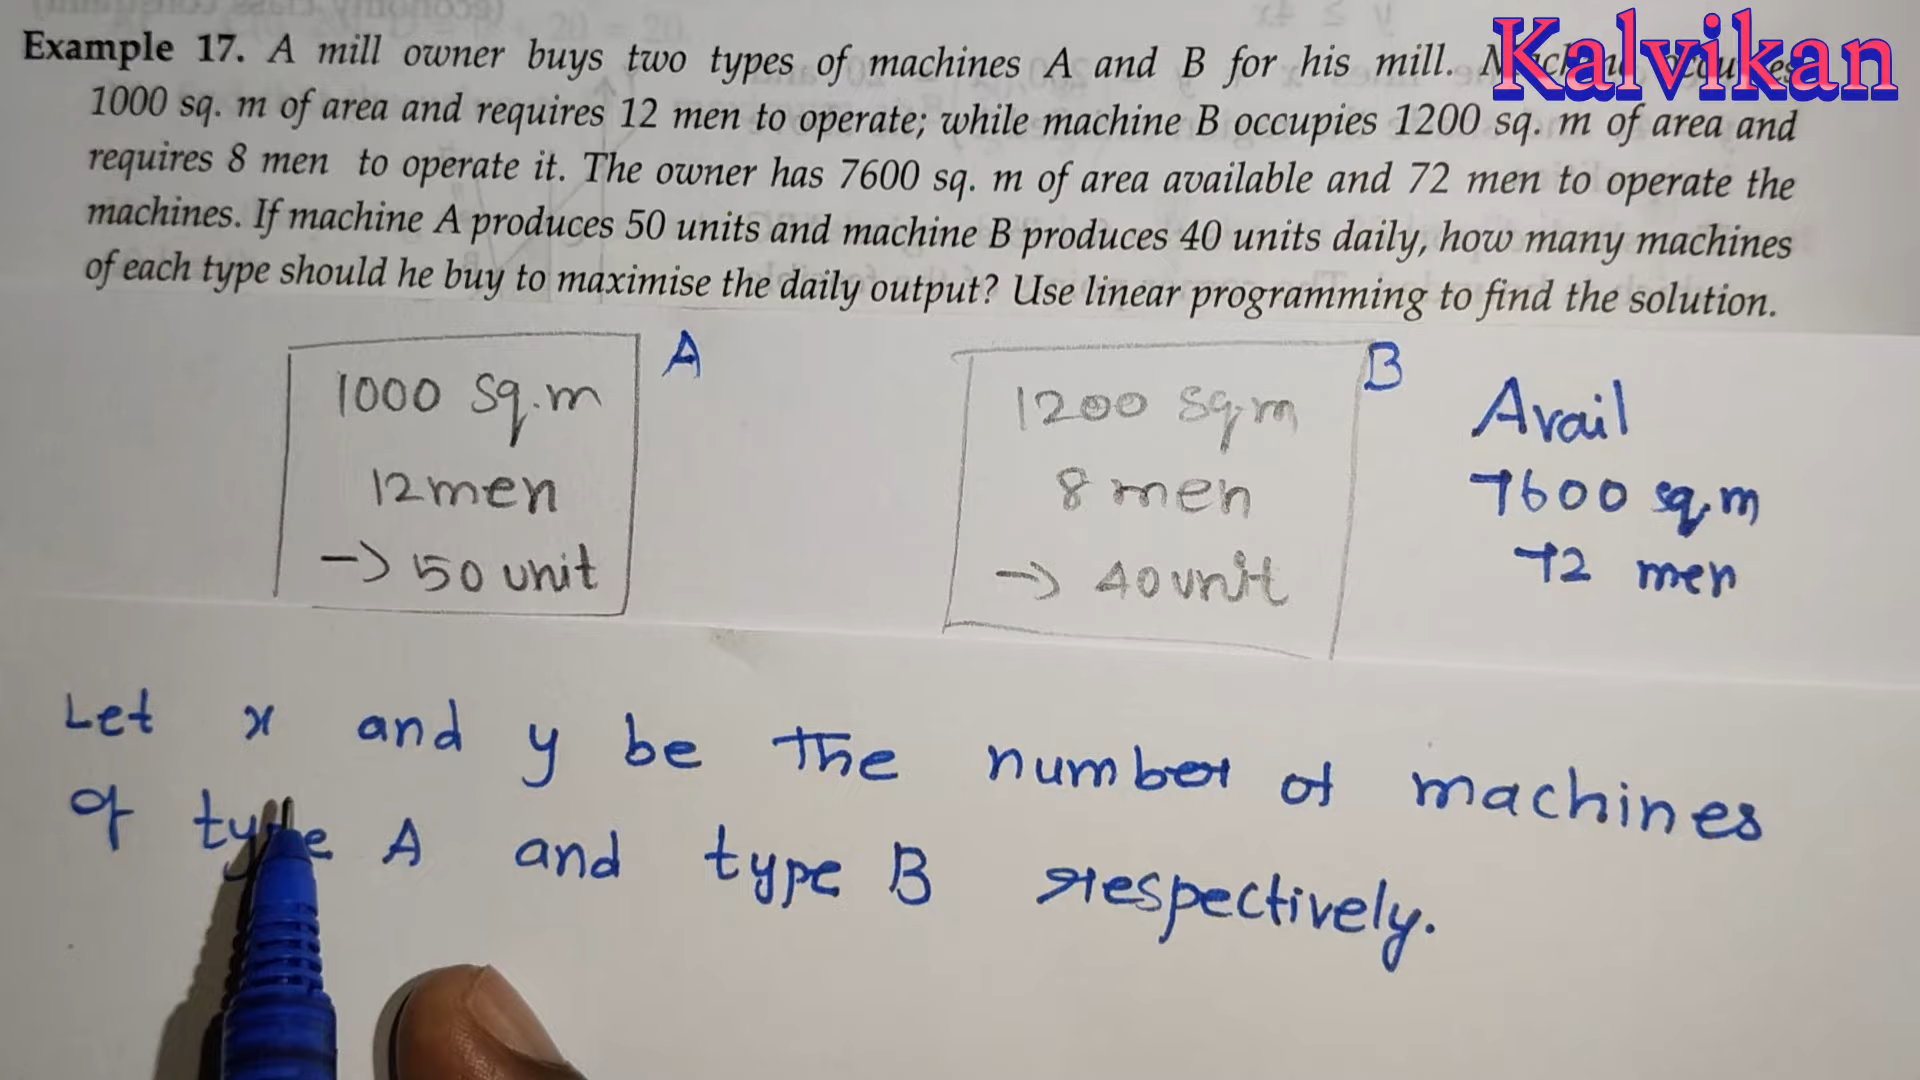 Example 17. A mill owner buys two types of machines A and B for his mill.
Kalvikan
1000 sq. m of area and requires 12 men to operate; while machine B occupies 1200 sq. m of area and
requires 8 men to operate it. The owner has 7600 sq. m of area available and 72 men to operate the
machines. If machine A produces 50 units and machine B produces 40 units daily, how many machines
of each type should he buy to maximise the daily output? Use linear programming to find the solution.
A
1000 sq.m
12 men
→ 50 unit
B
1200 sqm
8 men
→ 40 unit
Avail
7600 sq.m
72 men
Let x and y be the number of machines
of type A and type B respectively.